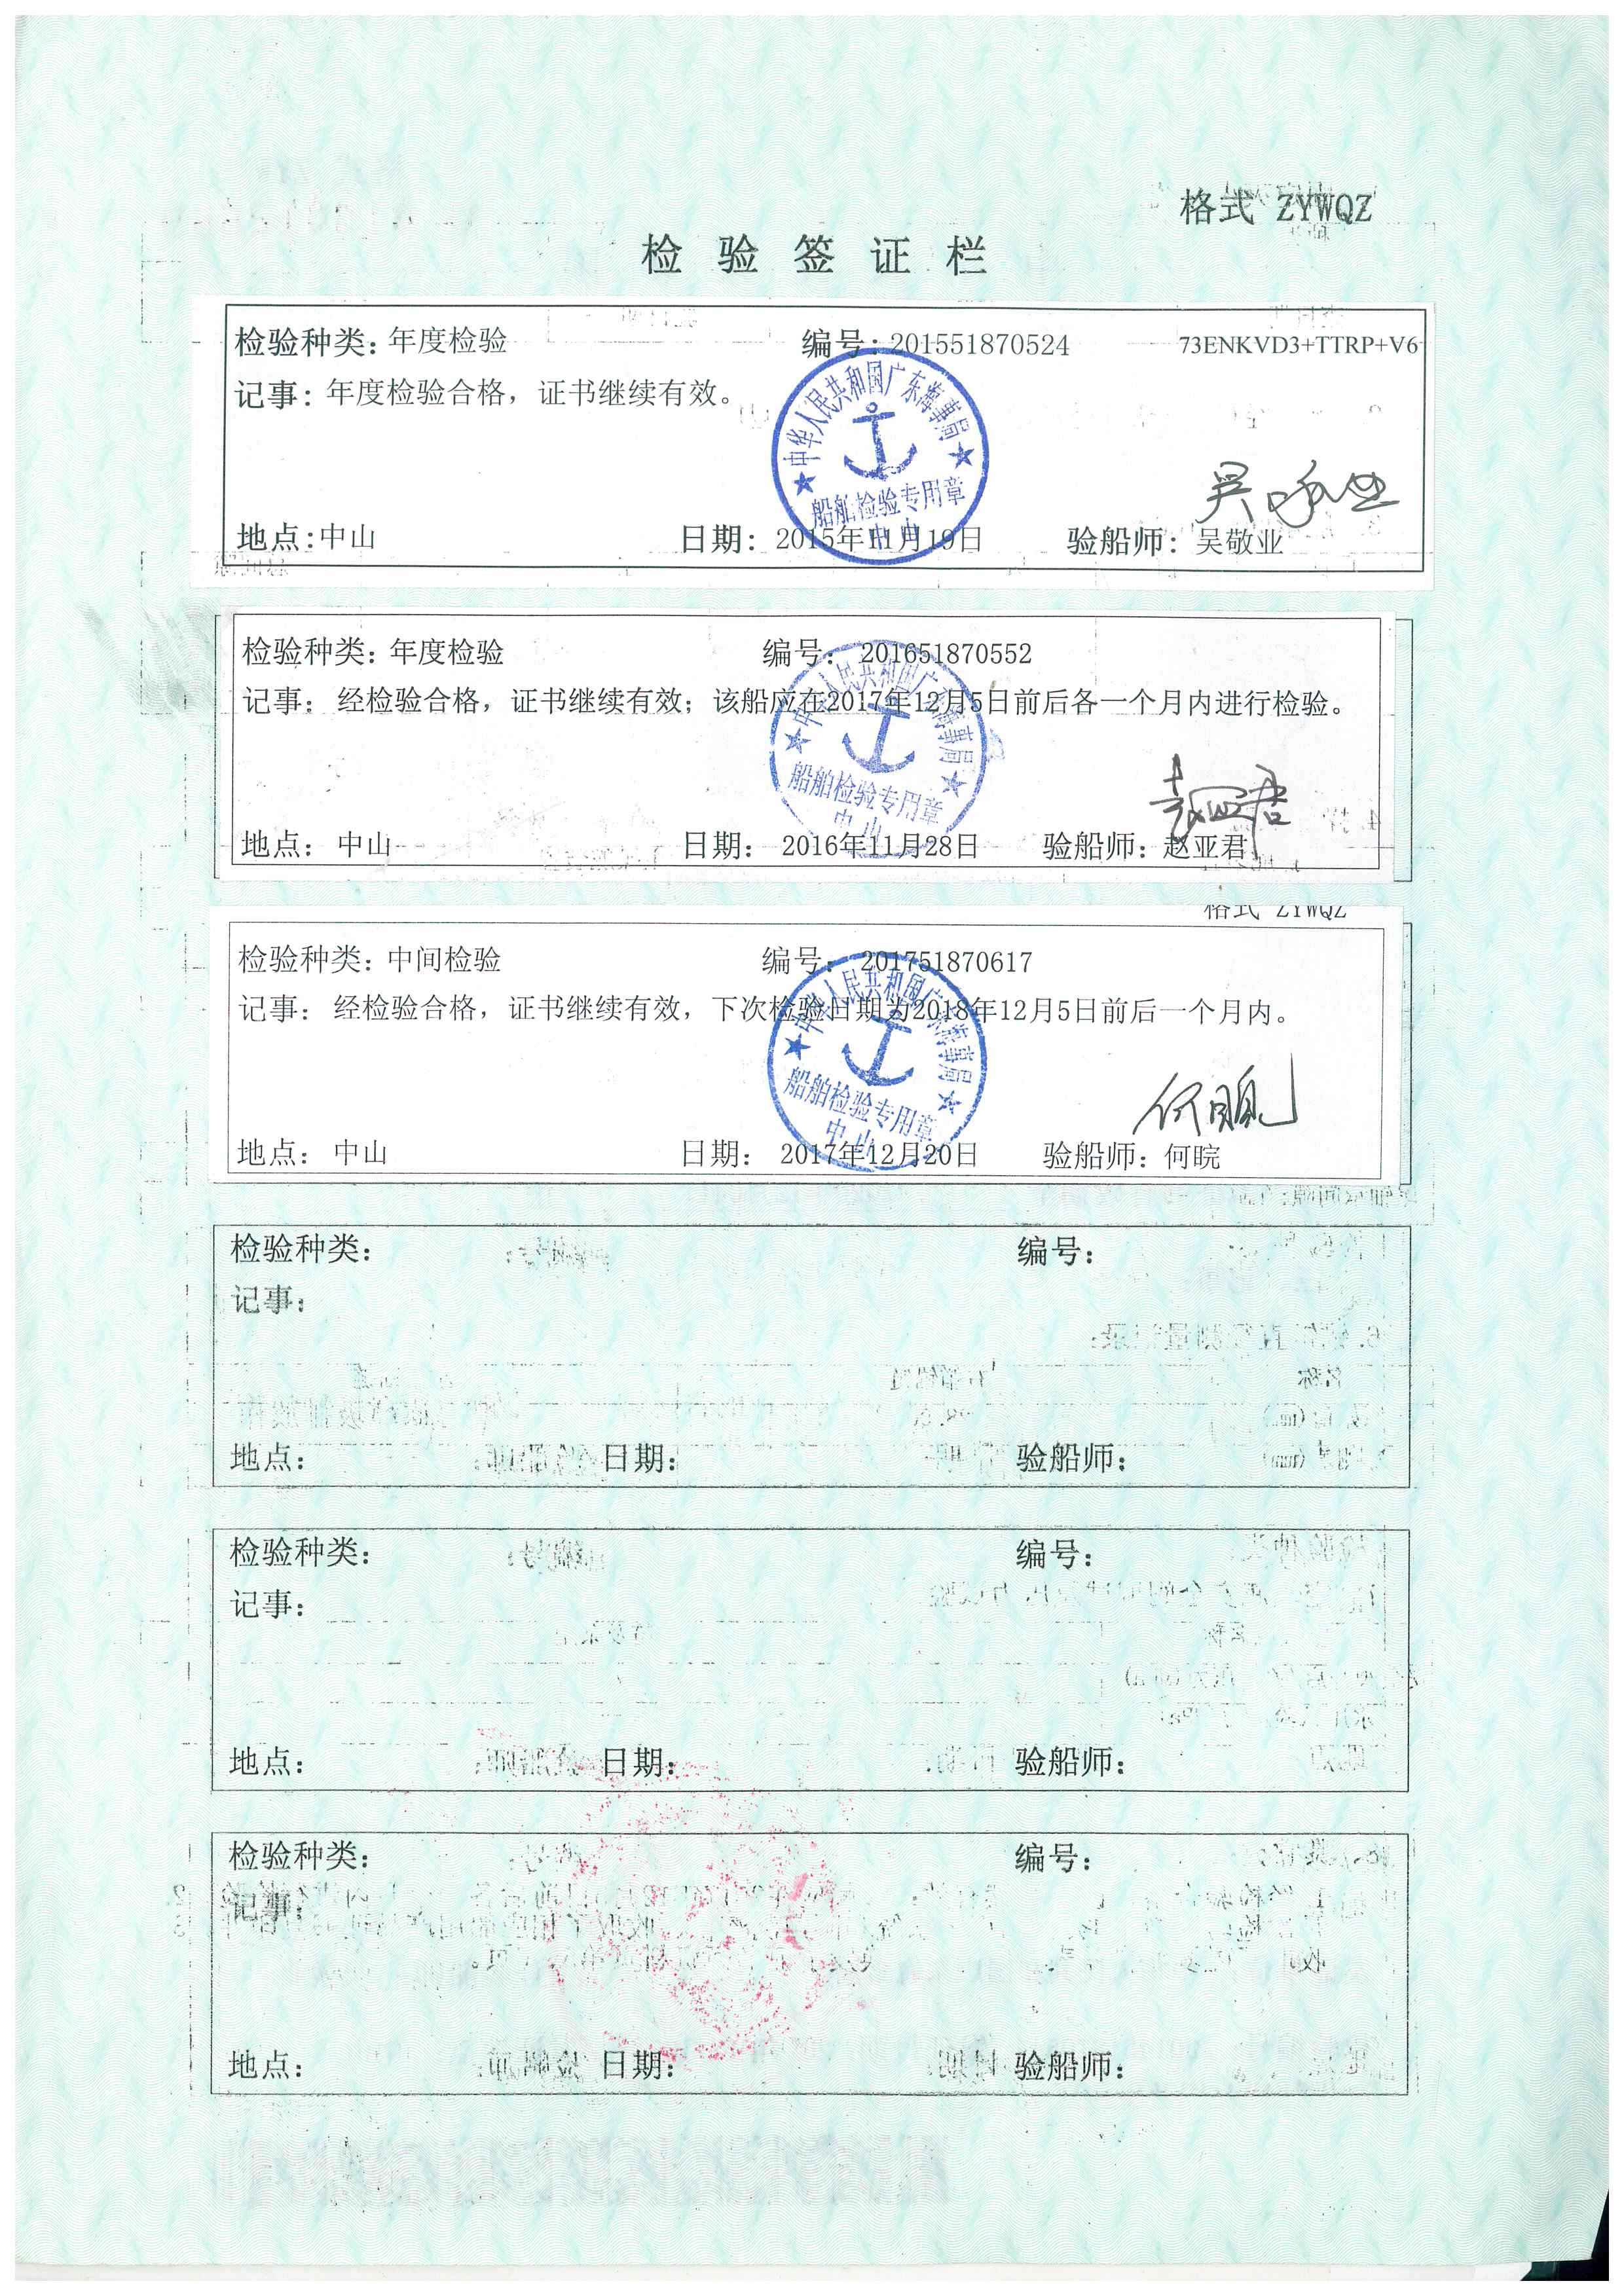 格式 ZYWQZ
检验签证栏
检验种类：年度检验 编号：201551870524 73ENKVD3+TTRP+V6
记事：年度检验合格，证书继续有效。
中华人民共和国广东海事局
船舶检验专用章
中山
吴敬业
地点：中山 日期：2015年11月19日 验船师：吴敬业
检验种类：年度检验 编号：201651870552
记事：经检验合格，证书继续有效；该船应在2017年12月5日前后各一个月内进行检验。
中华人民共和国广东海事局
船舶检验专用章
中山
赵亚君
地点：中山 日期：2016年11月28日 验船师：赵亚君
格式 ZYWQZ
检验种类：中间检验 编号：201751870617
记事：经检验合格，证书继续有效，下次检验日期为2018年12月5日前后一个月内。
中华人民共和国广东海事局
船舶检验专用章
中山
地点：中山 日期：2017年12月20日 验船师：何晥
检验种类： 编号：
记事：
地点： 日期： 验船师：
检验种类： 编号：
记事：
地点： 日期： 验船师：
检验种类： 编号：
记事：
地点： 日期： 验船师：